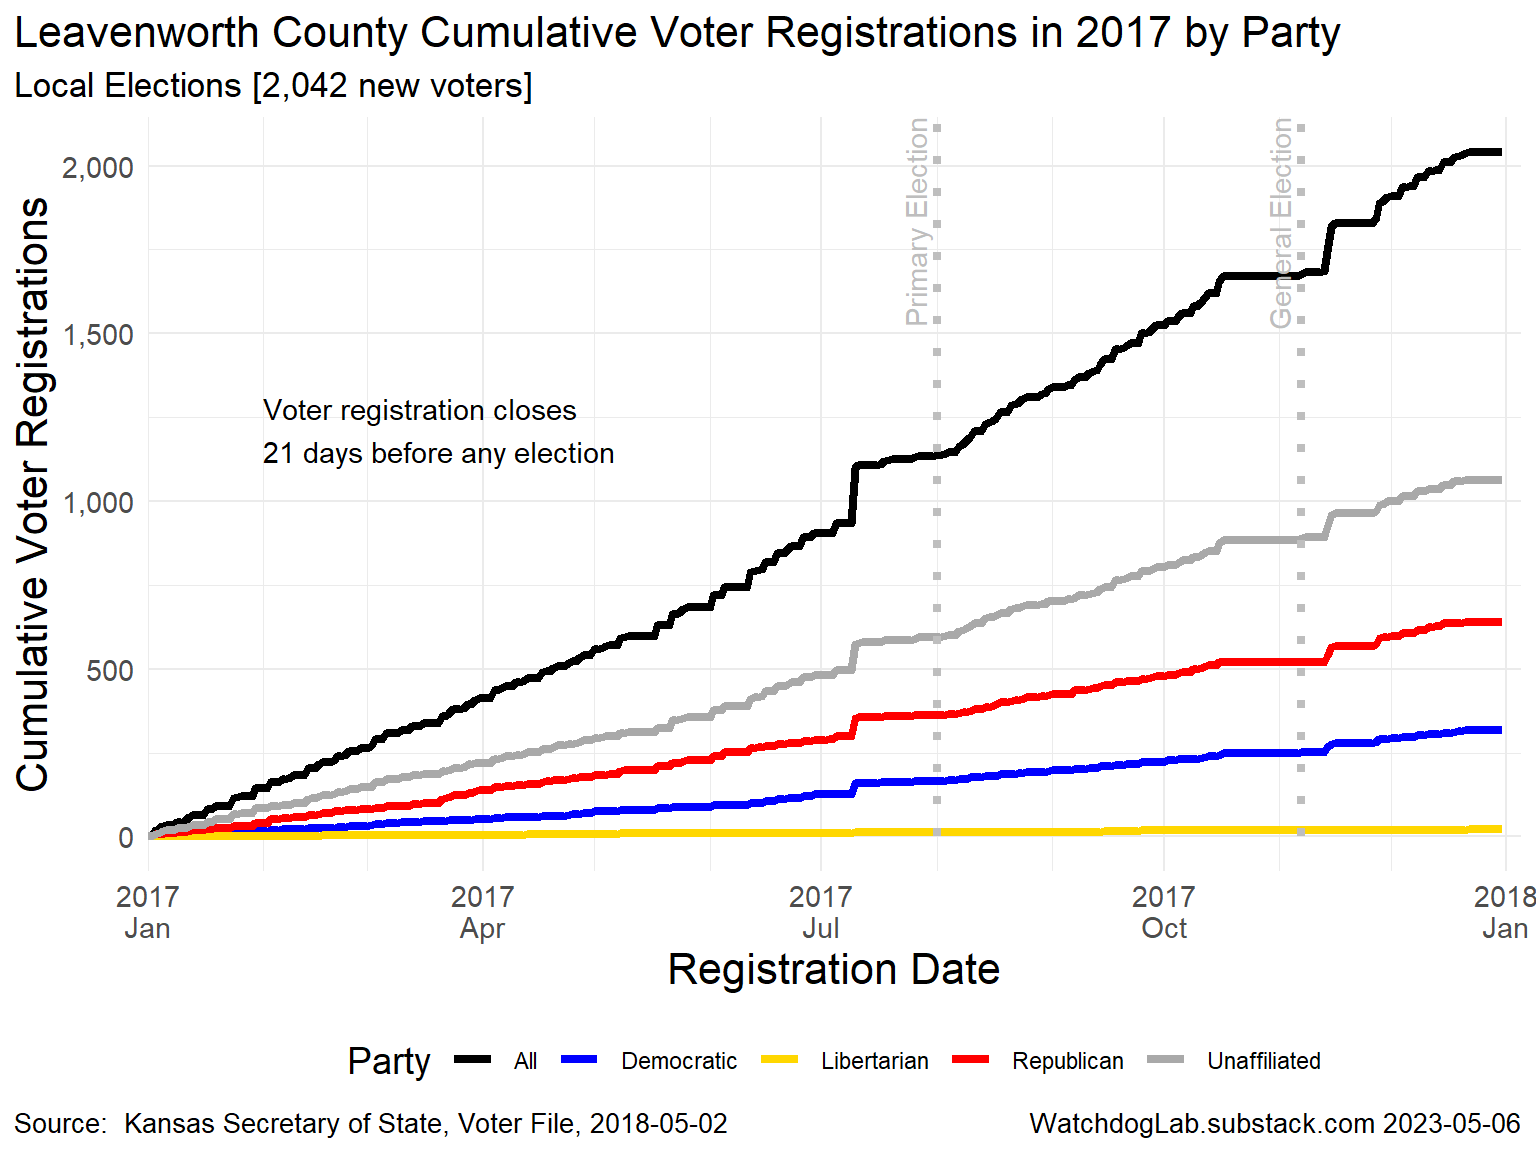 Leavenworth County Cumulative Voter Registrations in 2017 by Party
Local Elections [2,042 new voters]
Cumulative Voter Registrations
2,000
1,500
1,000
500
0
Primary Election
General Election
Voter registration closes
21 days before any election
2017 2017 2017 2017 2018
Jan Apr Jul Oct Jan
Registration Date
Party All Democratic Libertarian Republican Unaffiliated
Source:  Kansas Secretary of State, Voter File, 2018-05-02
WatchdogLab.substack.com 2023-05-06